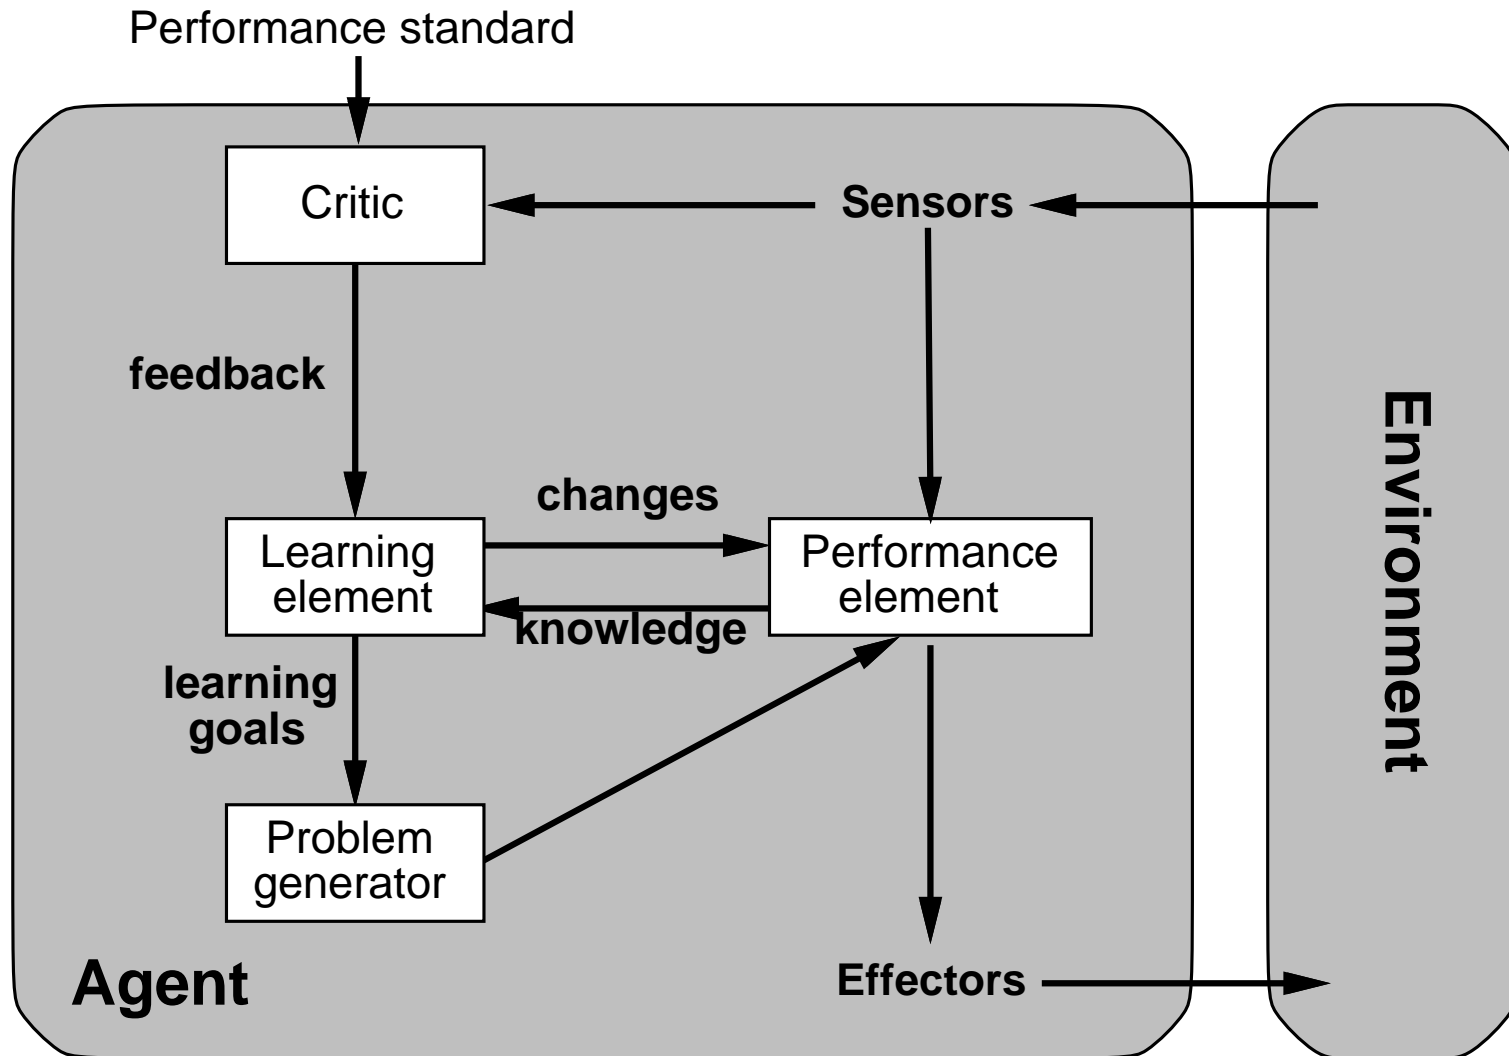 Performance standard
Critic
Sensors
feedback
changes
Learning
element
Performance
element
knowledge
learning
goals
Problem
generator
Agent
Effectors
Environment